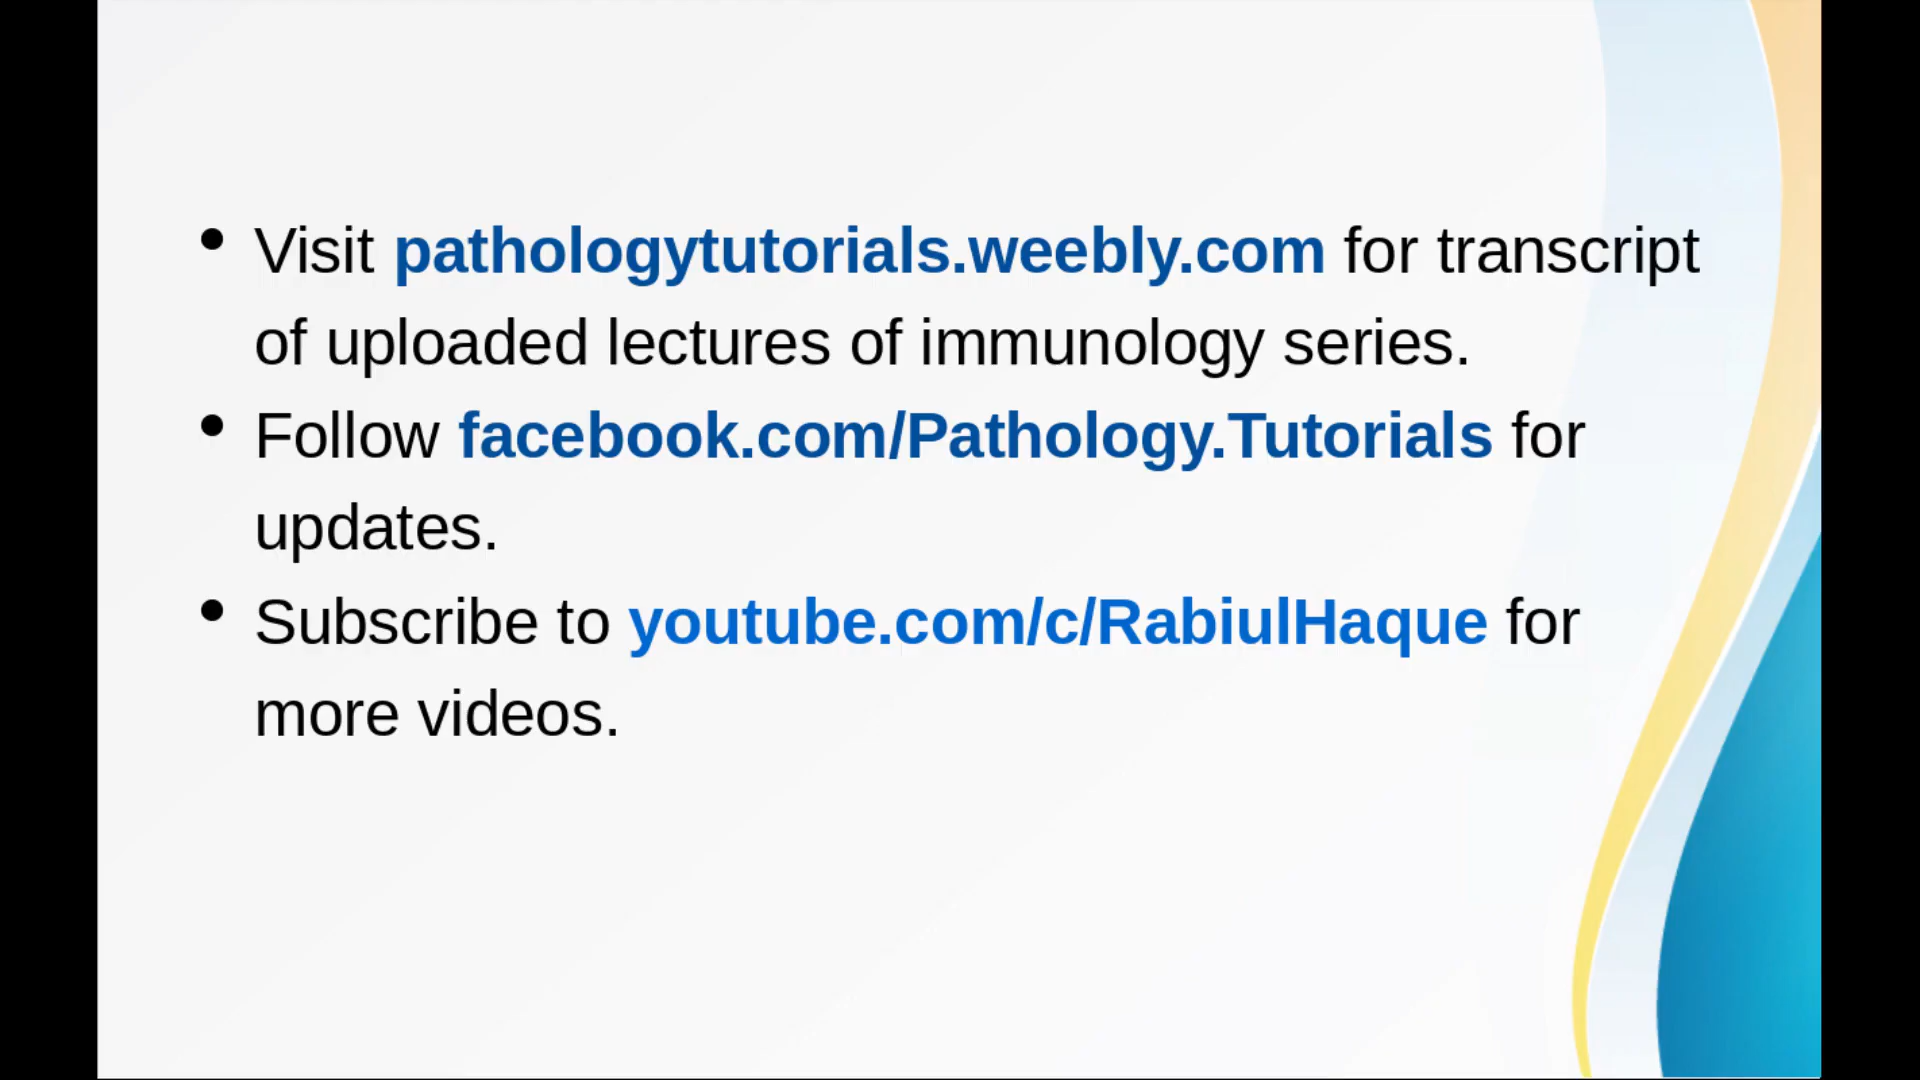 • Visit pathologytutorials.weebly.com for transcript
of uploaded lectures of immunology series.
• Follow facebook.com/Pathology.Tutorials for
updates.
• Subscribe to youtube.com/c/RabiulHaque for
more videos.